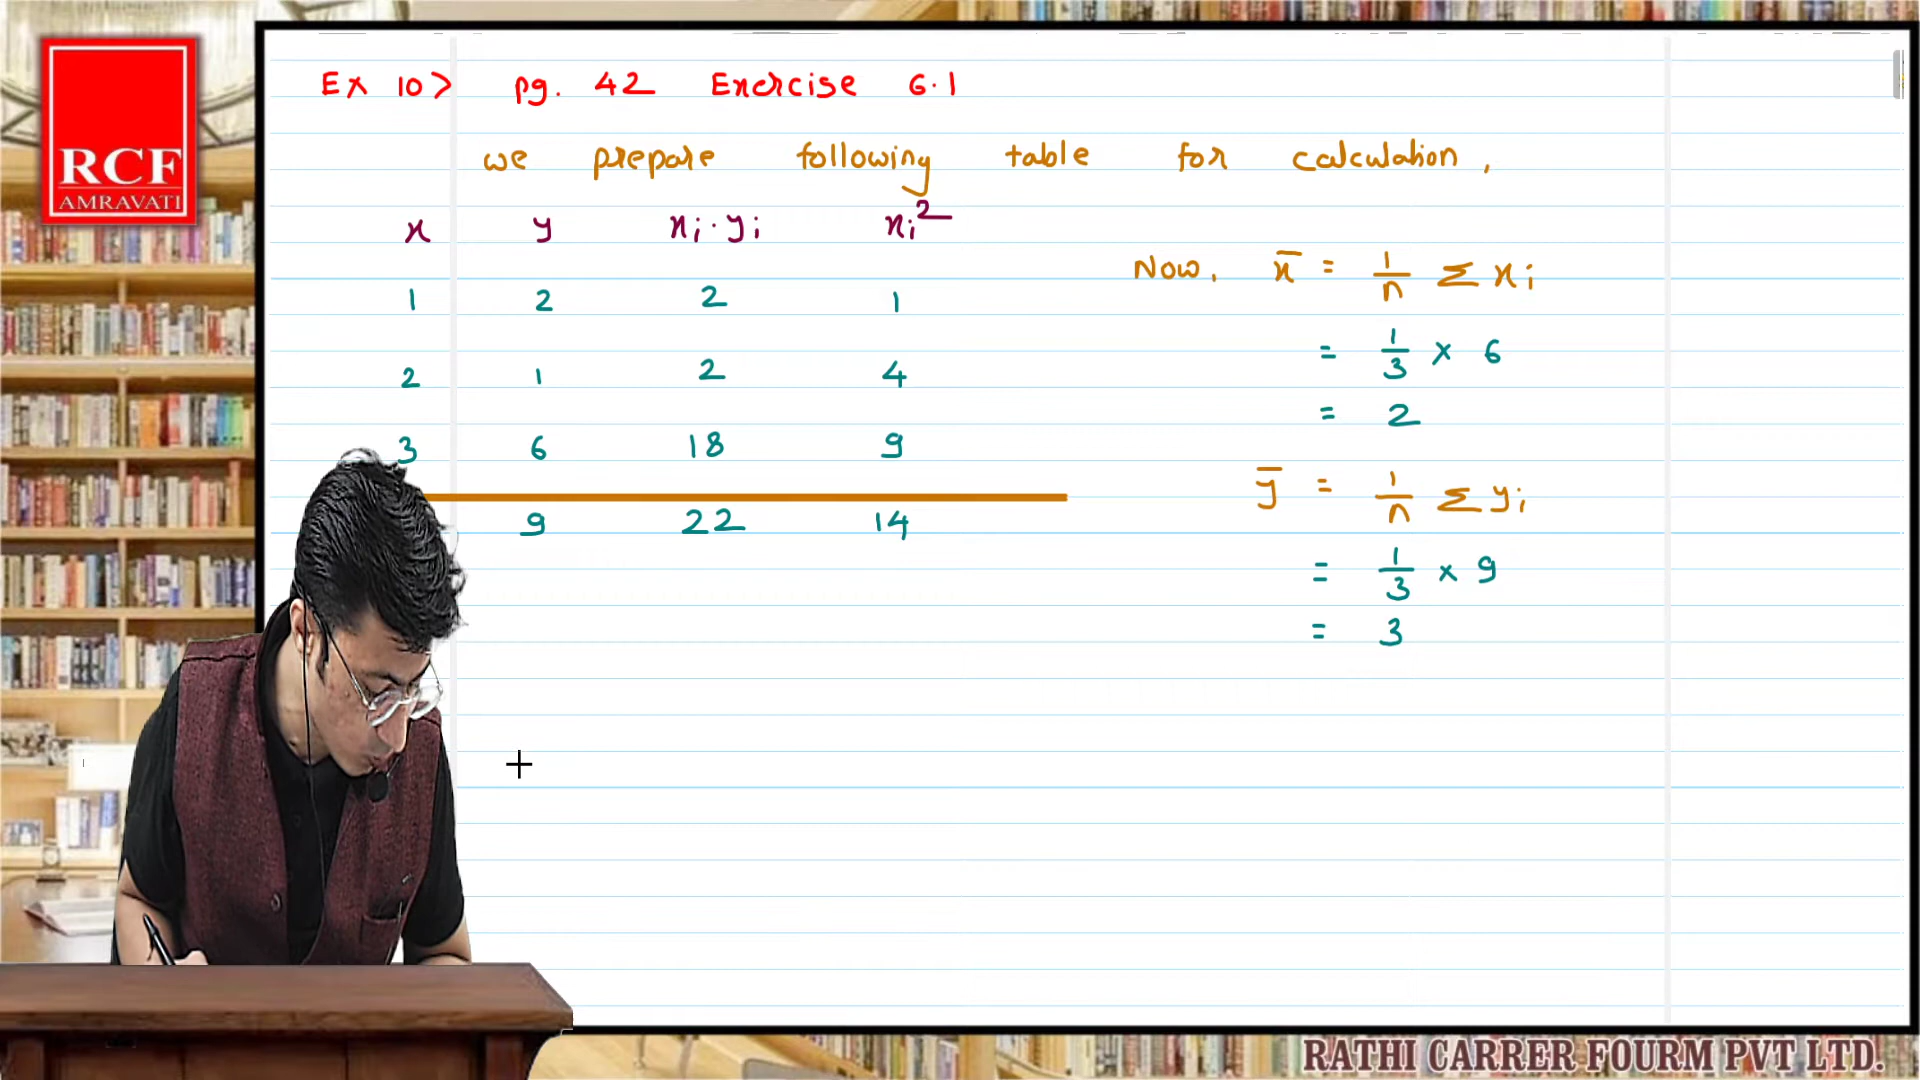 RCF
AMRAVATI
Ex 10> pg. 42 Exercise 6.1
we prepare following table for calculation,
x y xi·yi xi²
1 2 2 1
2 1 2 4
3 6 18 9
9 22 14
Now, x̄ = 1/n Σ xi
= 1/3 × 6
= 2
ȳ = 1/n Σ yi
= 1/3 × 9
= 3
RATHI CARRER FOURM PVT LTD.